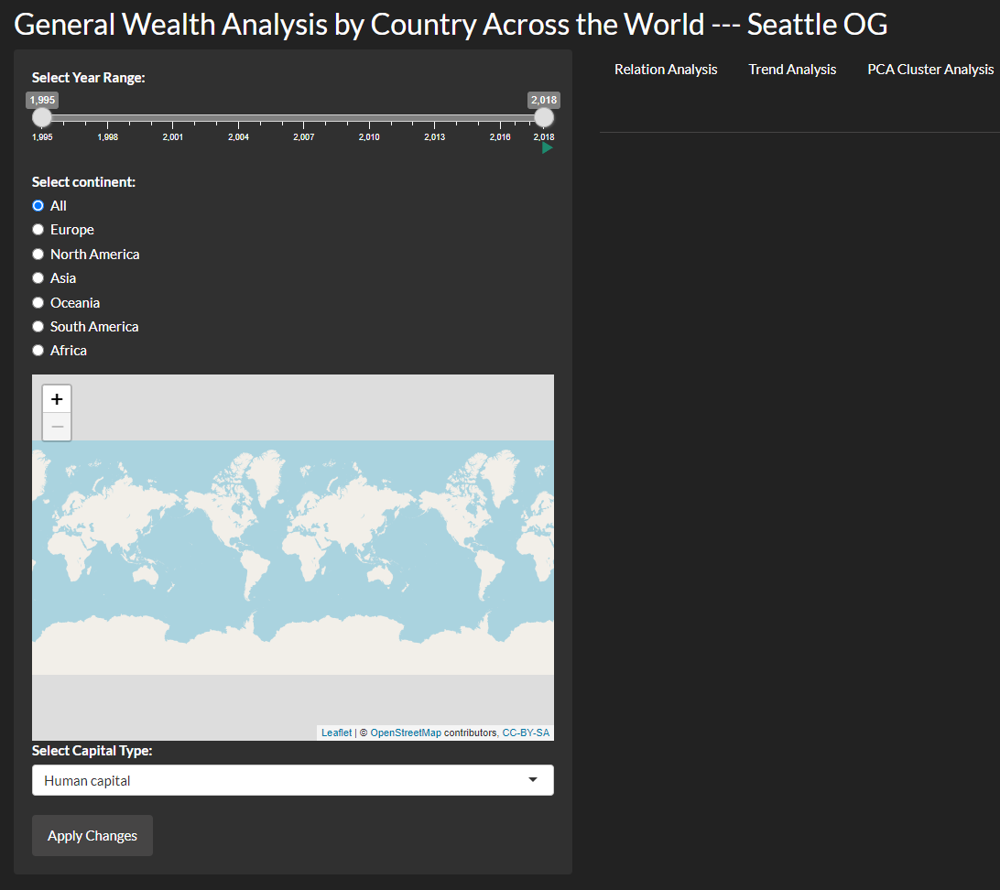 General Wealth Analysis by Country Across the World --- Seattle OG
Select Year Range:
1,995 2,018
1,995 1,998 2,001 2,004 2,007 2,010 2,013 2,016 2,018
Select continent:
All
Europe
North America
Asia
Oceania
South America
Africa
+
−
Leaflet | © OpenStreetMap contributors, CC-BY-SA
Select Capital Type:
Human capital
Apply Changes
Relation Analysis Trend Analysis PCA Cluster Analysis